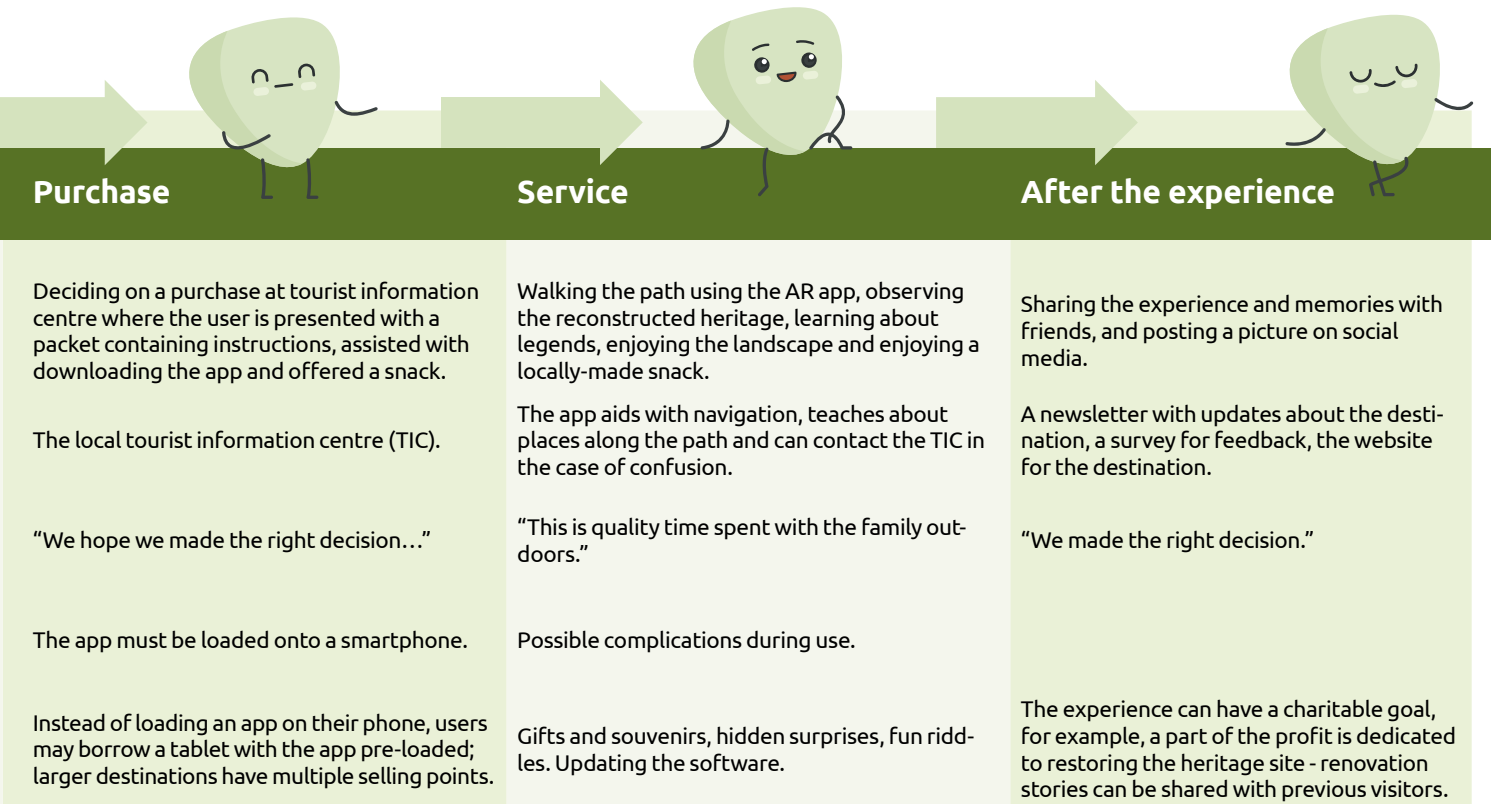 Purchase
Service
After the experience
Deciding on a purchase at tourist information
centre where the user is presented with a
packet containing instructions, assisted with
downloading the app and offered a snack.
Walking the path using the AR app, observing
the reconstructed heritage, learning about
legends, enjoying the landscape and enjoying a
locally-made snack.
Sharing the experience and memories with
friends, and posting a picture on social
media.
The local tourist information centre (TIC).
The app aids with navigation, teaches about
places along the path and can contact the TIC in
the case of confusion.
A newsletter with updates about the desti-
nation, a survey for feedback, the website
for the destination.
“We hope we made the right decision…”
“This is quality time spent with the family out-
doors.”
“We made the right decision.”
The app must be loaded onto a smartphone.
Possible complications during use.
Instead of loading an app on their phone, users
may borrow a tablet with the app pre-loaded;
larger destinations have multiple selling points.
Gifts and souvenirs, hidden surprises, fun ridd-
les. Updating the software.
The experience can have a charitable goal,
for example, a part of the profit is dedicated
to restoring the heritage site - renovation
stories can be shared with previous visitors.